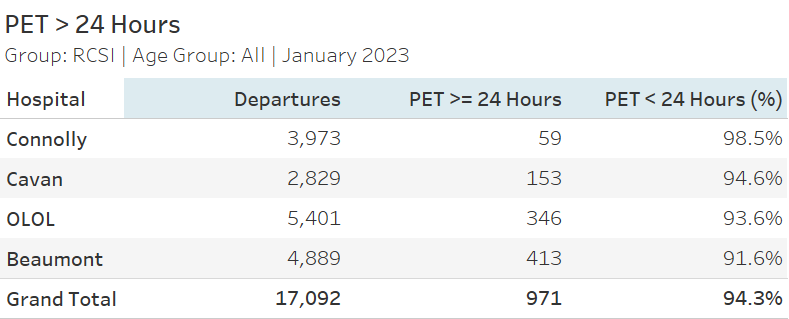 PET > 24 Hours
Group: RCSI | Age Group: All | January 2023
Hospital Departures PET >= 24 Hours PET < 24 Hours (%)
Connolly 3,973 59 98.5%
Cavan 2,829 153 94.6%
OLOL 5,401 346 93.6%
Beaumont 4,889 413 91.6%
Grand Total 17,092 971 94.3%